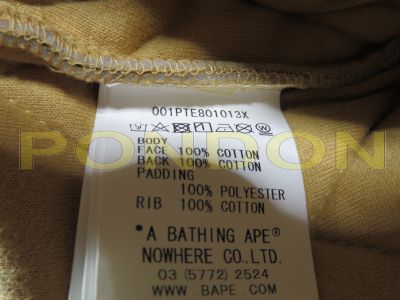 001PTE801013X
BODY
FACE 100% COTTON
BACK 100% COTTON
PADDING
100% POLYESTER
RIB 100% COTTON
*A BATHING APE®
NOWHERE CO.,LTD.
03 (5772) 2524
WWW.BAPE.COM
PONDON